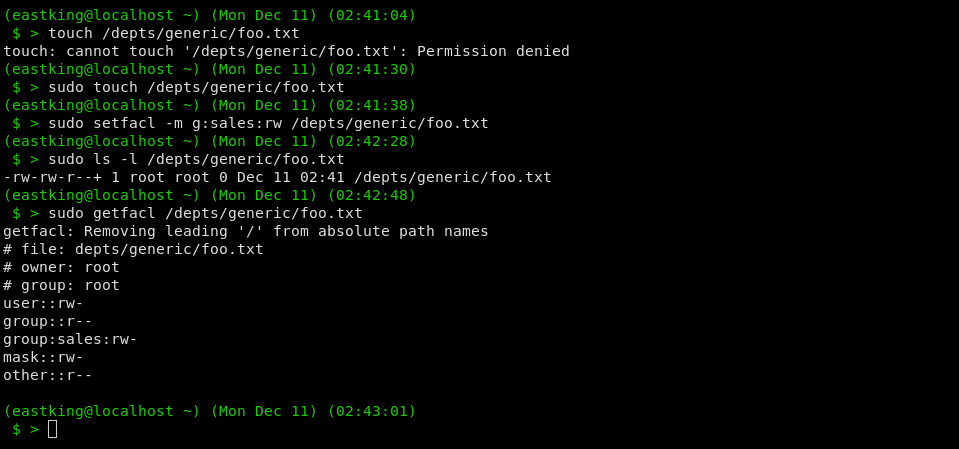 (eastking@localhost ~) (Mon Dec 11) (02:41:04)
$ > touch /depts/generic/foo.txt
touch: cannot touch '/depts/generic/foo.txt': Permission denied
(eastking@localhost ~) (Mon Dec 11) (02:41:30)
$ > sudo touch /depts/generic/foo.txt
(eastking@localhost ~) (Mon Dec 11) (02:41:38)
$ > sudo setfacl -m g:sales:rw /depts/generic/foo.txt
(eastking@localhost ~) (Mon Dec 11) (02:42:28)
$ > sudo ls -l /depts/generic/foo.txt
-rw-rw-r--+ 1 root root 0 Dec 11 02:41 /depts/generic/foo.txt
(eastking@localhost ~) (Mon Dec 11) (02:42:48)
$ > sudo getfacl /depts/generic/foo.txt
getfacl: Removing leading '/' from absolute path names
# file: depts/generic/foo.txt
# owner: root
# group: root
user::rw-
group::r--
group:sales:rw-
mask::rw-
other::r--
(eastking@localhost ~) (Mon Dec 11) (02:43:01)
$ >